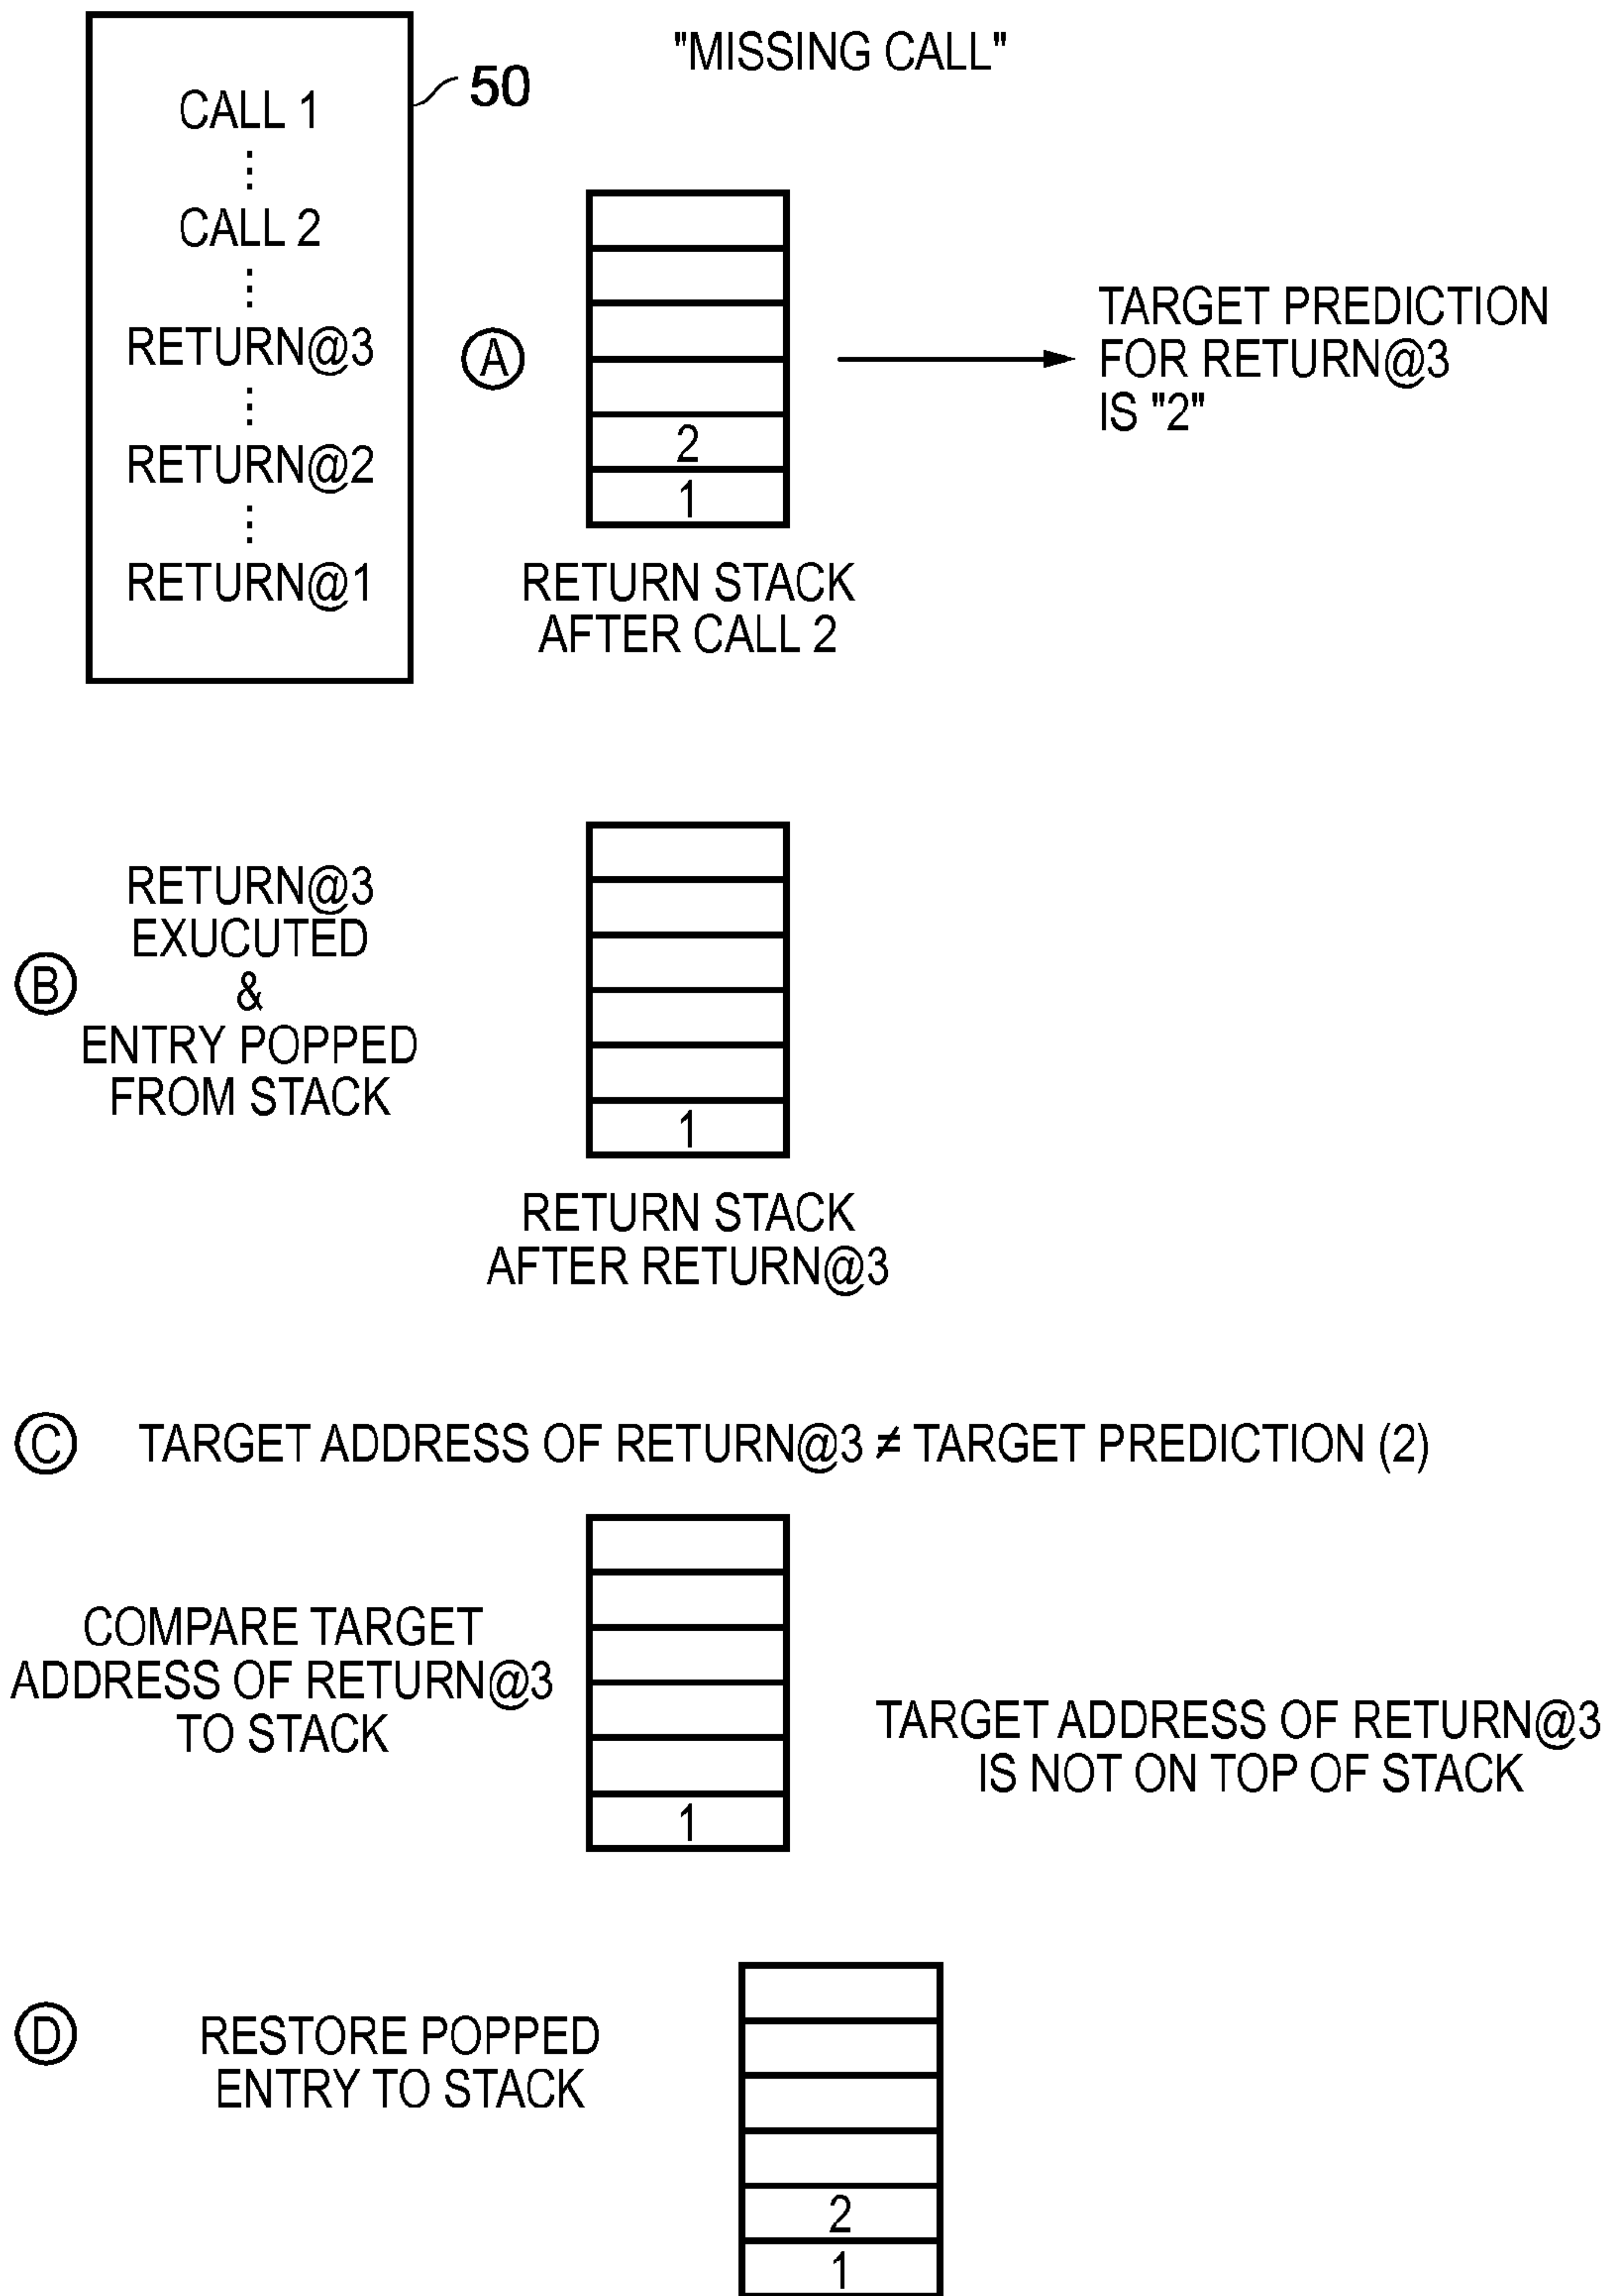 "MISSING CALL"
50
CALL 1
CALL 2
RETURN@3
RETURN@2
RETURN@1
A
2
1
RETURN STACK
AFTER CALL 2
TARGET PREDICTION
FOR RETURN@3
IS "2"
B
RETURN@3
EXUCUTED
&
ENTRY POPPED
FROM STACK
1
RETURN STACK
AFTER RETURN@3
C
TARGET ADDRESS OF RETURN@3 ≠ TARGET PREDICTION (2)
COMPARE TARGET
ADDRESS OF RETURN@3
TO STACK
1
TARGET ADDRESS OF RETURN@3
IS NOT ON TOP OF STACK
D
RESTORE POPPED
ENTRY TO STACK
2
1